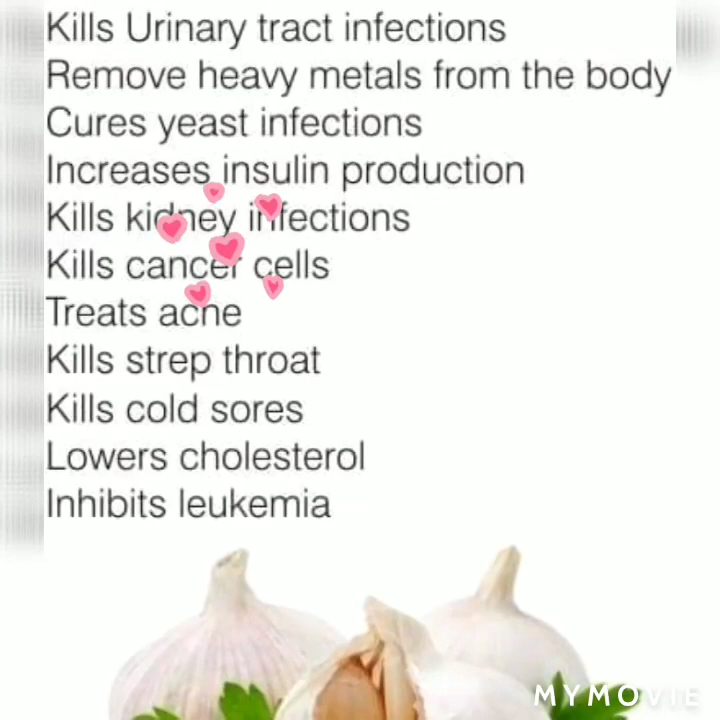 Kills Urinary tract infections
Remove heavy metals from the body
Cures yeast infections
Increases insulin production
Kills kidney infections
Kills cancer cells
Treats acne
Kills strep throat
Kills cold sores
Lowers cholesterol
Inhibits leukemia
MYMOVIE